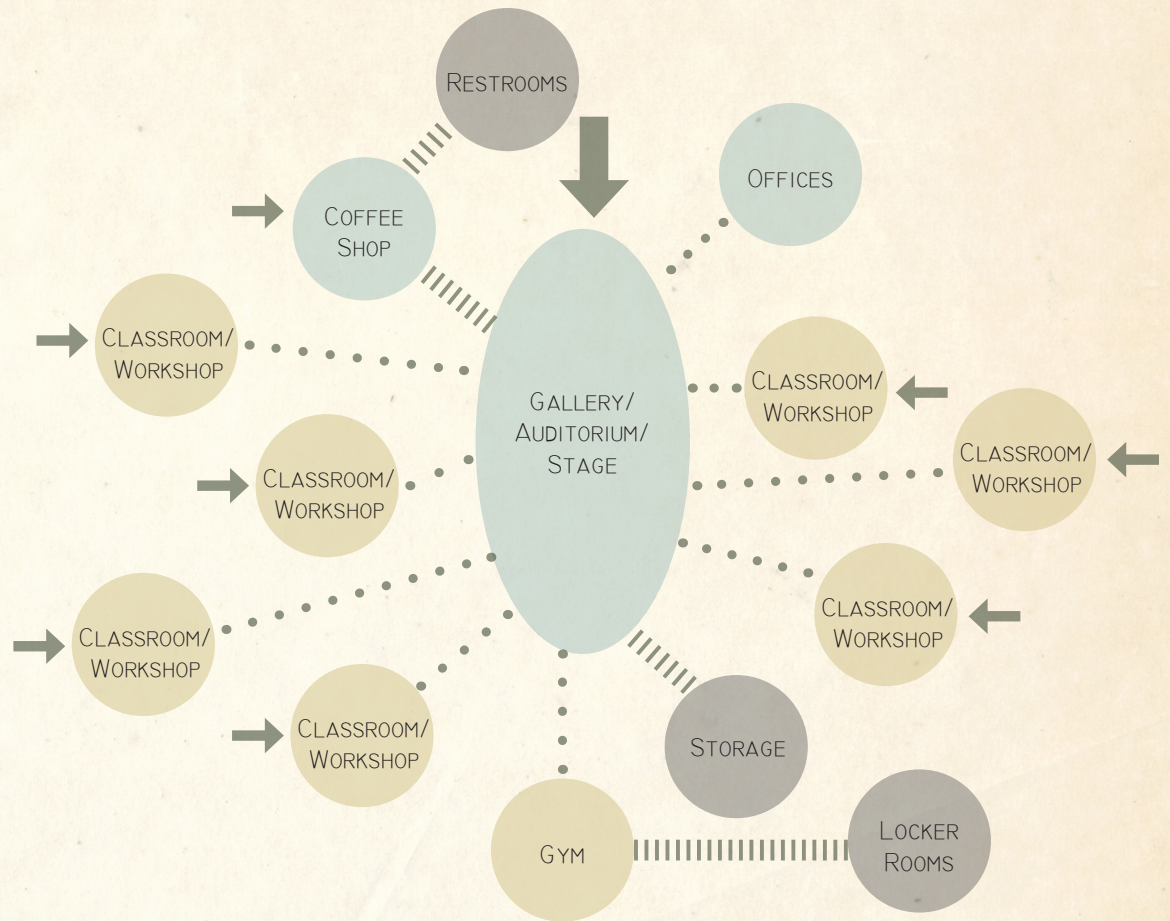 Restrooms
Offices
Coffee
Shop
Classroom/
Workshop
Gallery/
Auditorium/
Stage
Classroom/
Workshop
Classroom/
Workshop
Classroom/
Workshop
Classroom/
Workshop
Classroom/
Workshop
Classroom/
Workshop
Storage
Gym
Locker
Rooms